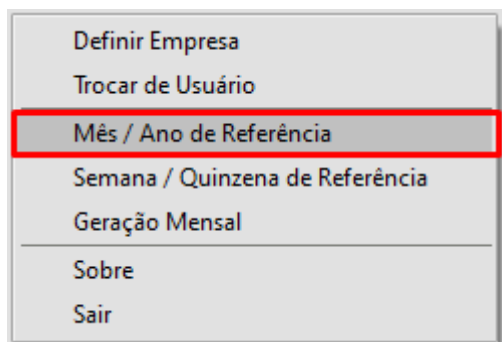 Definir Empresa
Trocar de Usuário
Mês / Ano de Referência
Semana / Quinzena de Referência
Geração Mensal
Sobre
Sair